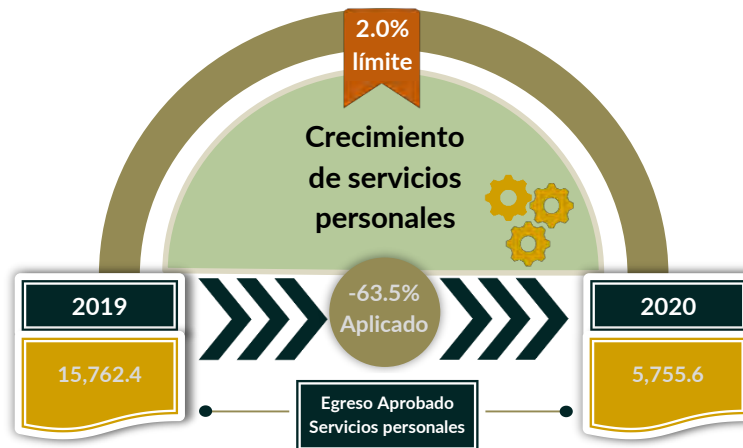 2.0%
límite
Crecimiento
de servicios
personales
-63.5%
Aplicado
2019
2020
15,762.4
5,755.6
Egreso Aprobado
Servicios personales